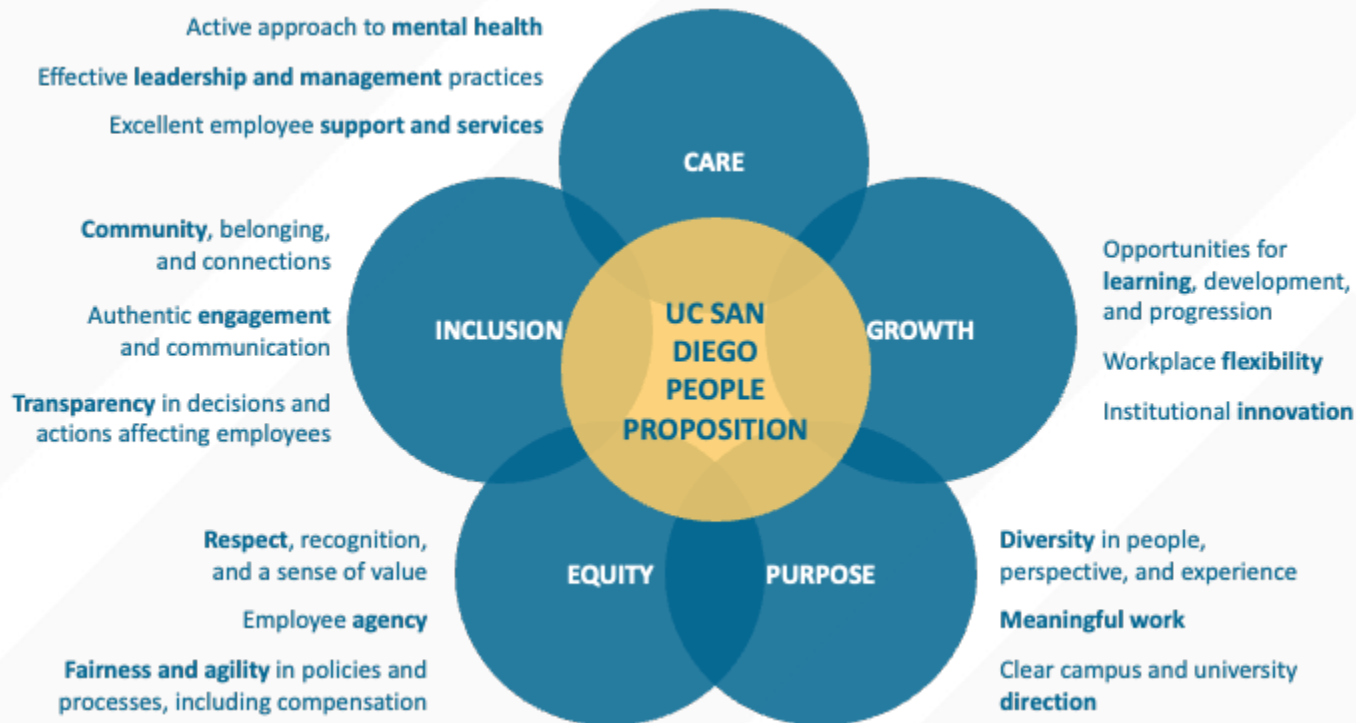 Active approach to mental health
Effective leadership and management practices
Excellent employee support and services
CARE
Community, belonging,
and connections
Authentic engagement
and communication
Transparency in decisions and
actions affecting employees
INCLUSION
UC SAN
DIEGO
PEOPLE
PROPOSITION
GROWTH
Opportunities for
learning, development,
and progression
Workplace flexibility
Institutional innovation
Respect, recognition,
and a sense of value
Employee agency
Fairness and agility in policies and
processes, including compensation
EQUITY
PURPOSE
Diversity in people,
perspective, and experience
Meaningful work
Clear campus and university
direction